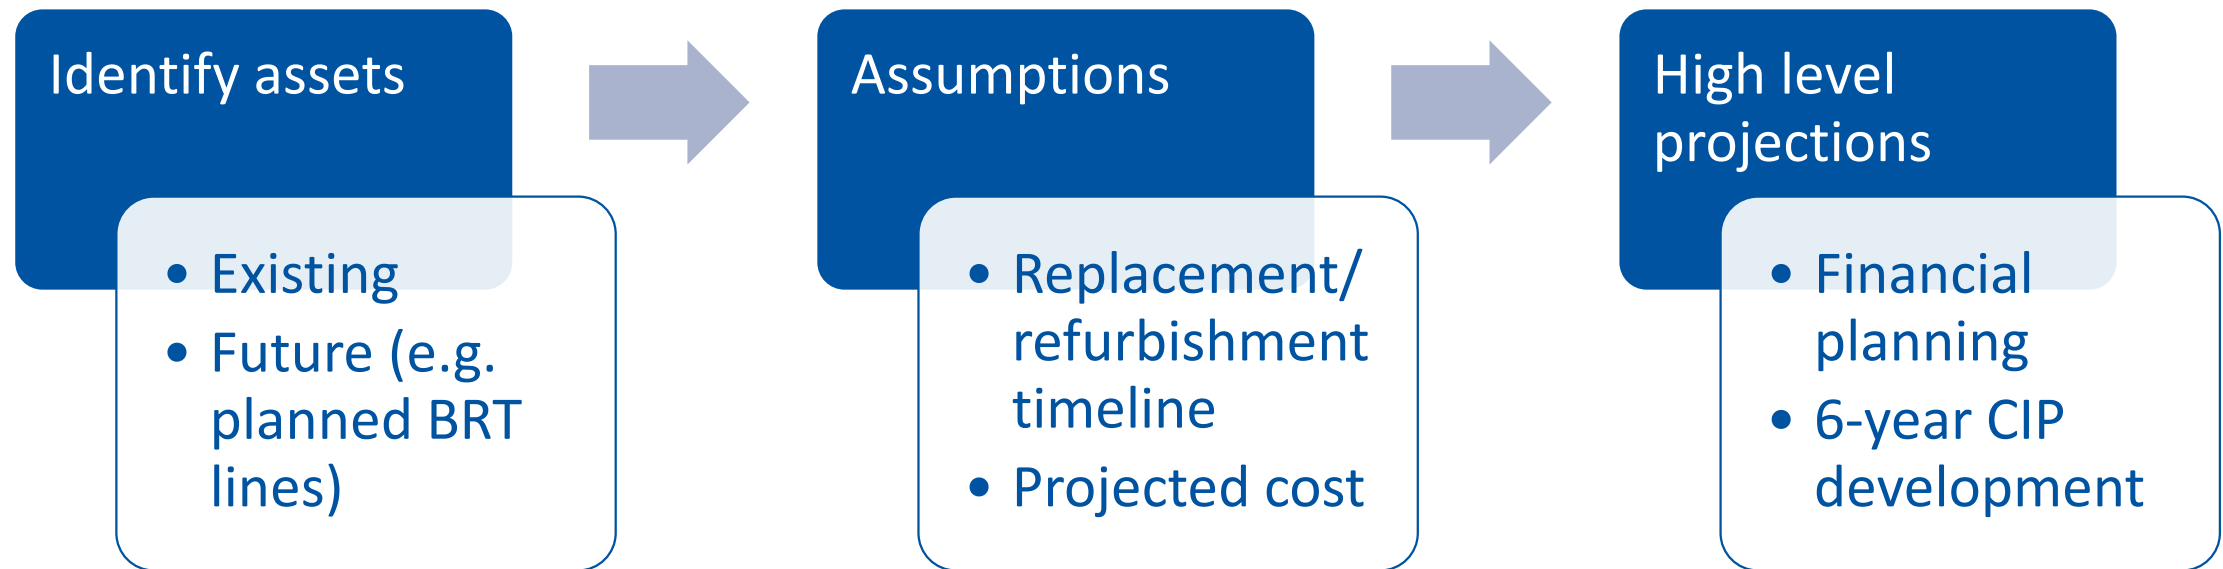 Identify assets
• Existing
• Future (e.g.
planned BRT
lines)
Assumptions
• Replacement/
refurbishment
timeline
• Projected cost
High level
projections
• Financial
planning
• 6-year CIP
development